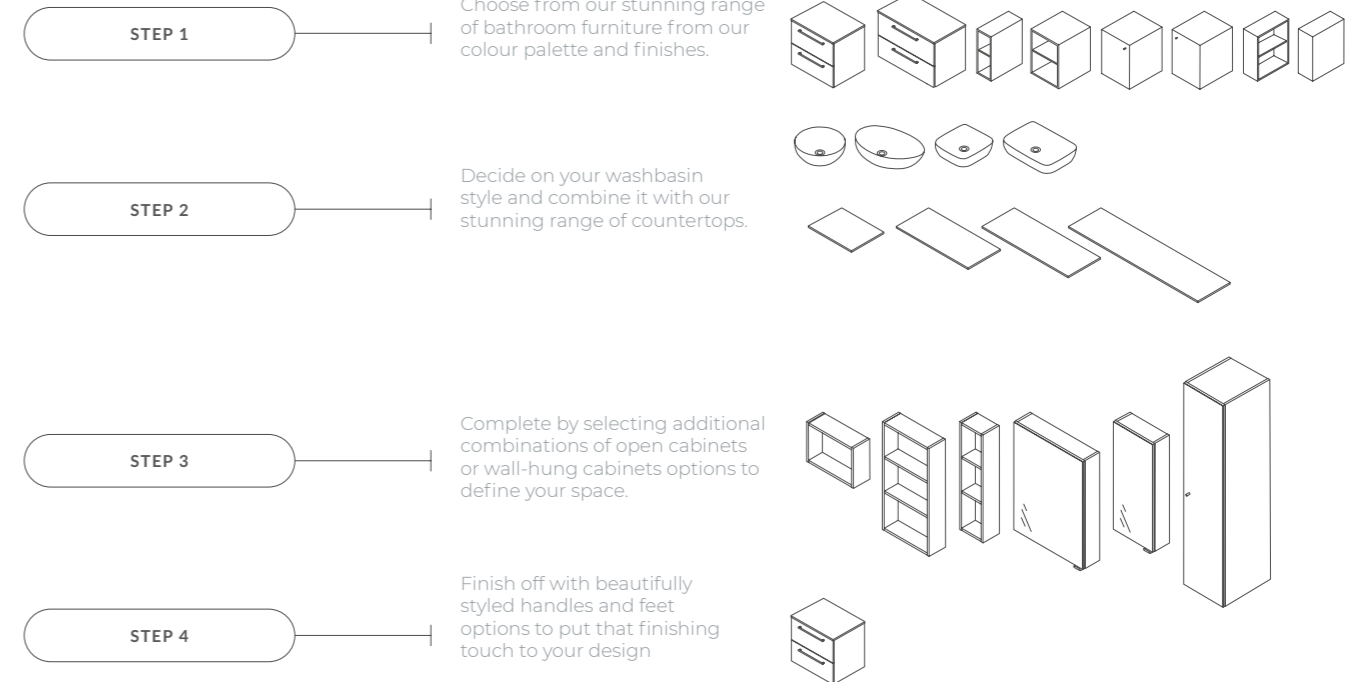 STEP 1
Choose from our stunning range
of bathroom furniture from our
colour palette and finishes.
STEP 2
Decide on your washbasin
style and combine it with our
stunning range of countertops.
STEP 3
Complete by selecting additional
combinations of open cabinets
or wall-hung cabinets options to
define your space.
STEP 4
Finish off with beautifully
styled handles and feet
options to put that finishing
touch to your design